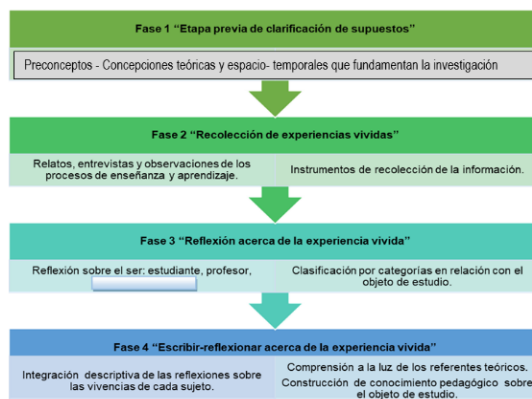 Fase 1 “Etapa previa de clarificación de supuestos”
Preconceptos - Concepciones teóricas y espacio- temporales que fundamentan la investigación
Fase 2 “Recolección de experiencias vividas”
Relatos, entrevistas y observaciones de los
procesos de enseñanza y aprendizaje.
Instrumentos de recolección de la información.
Fase 3 “Reflexión acerca de la experiencia vivida”
Reflexión sobre el ser: estudiante, profesor,
Clasificación por categorías en relación con el
objeto de estudio.
Fase 4 “Escribir-reflexionar acerca de la experiencia vivida”
Integración descriptiva de las reflexiones sobre
las vivencias de cada sujeto.
Comprensión a la luz de los referentes teóricos.
Construcción de conocimiento pedagógico sobre
el objeto de estudio.